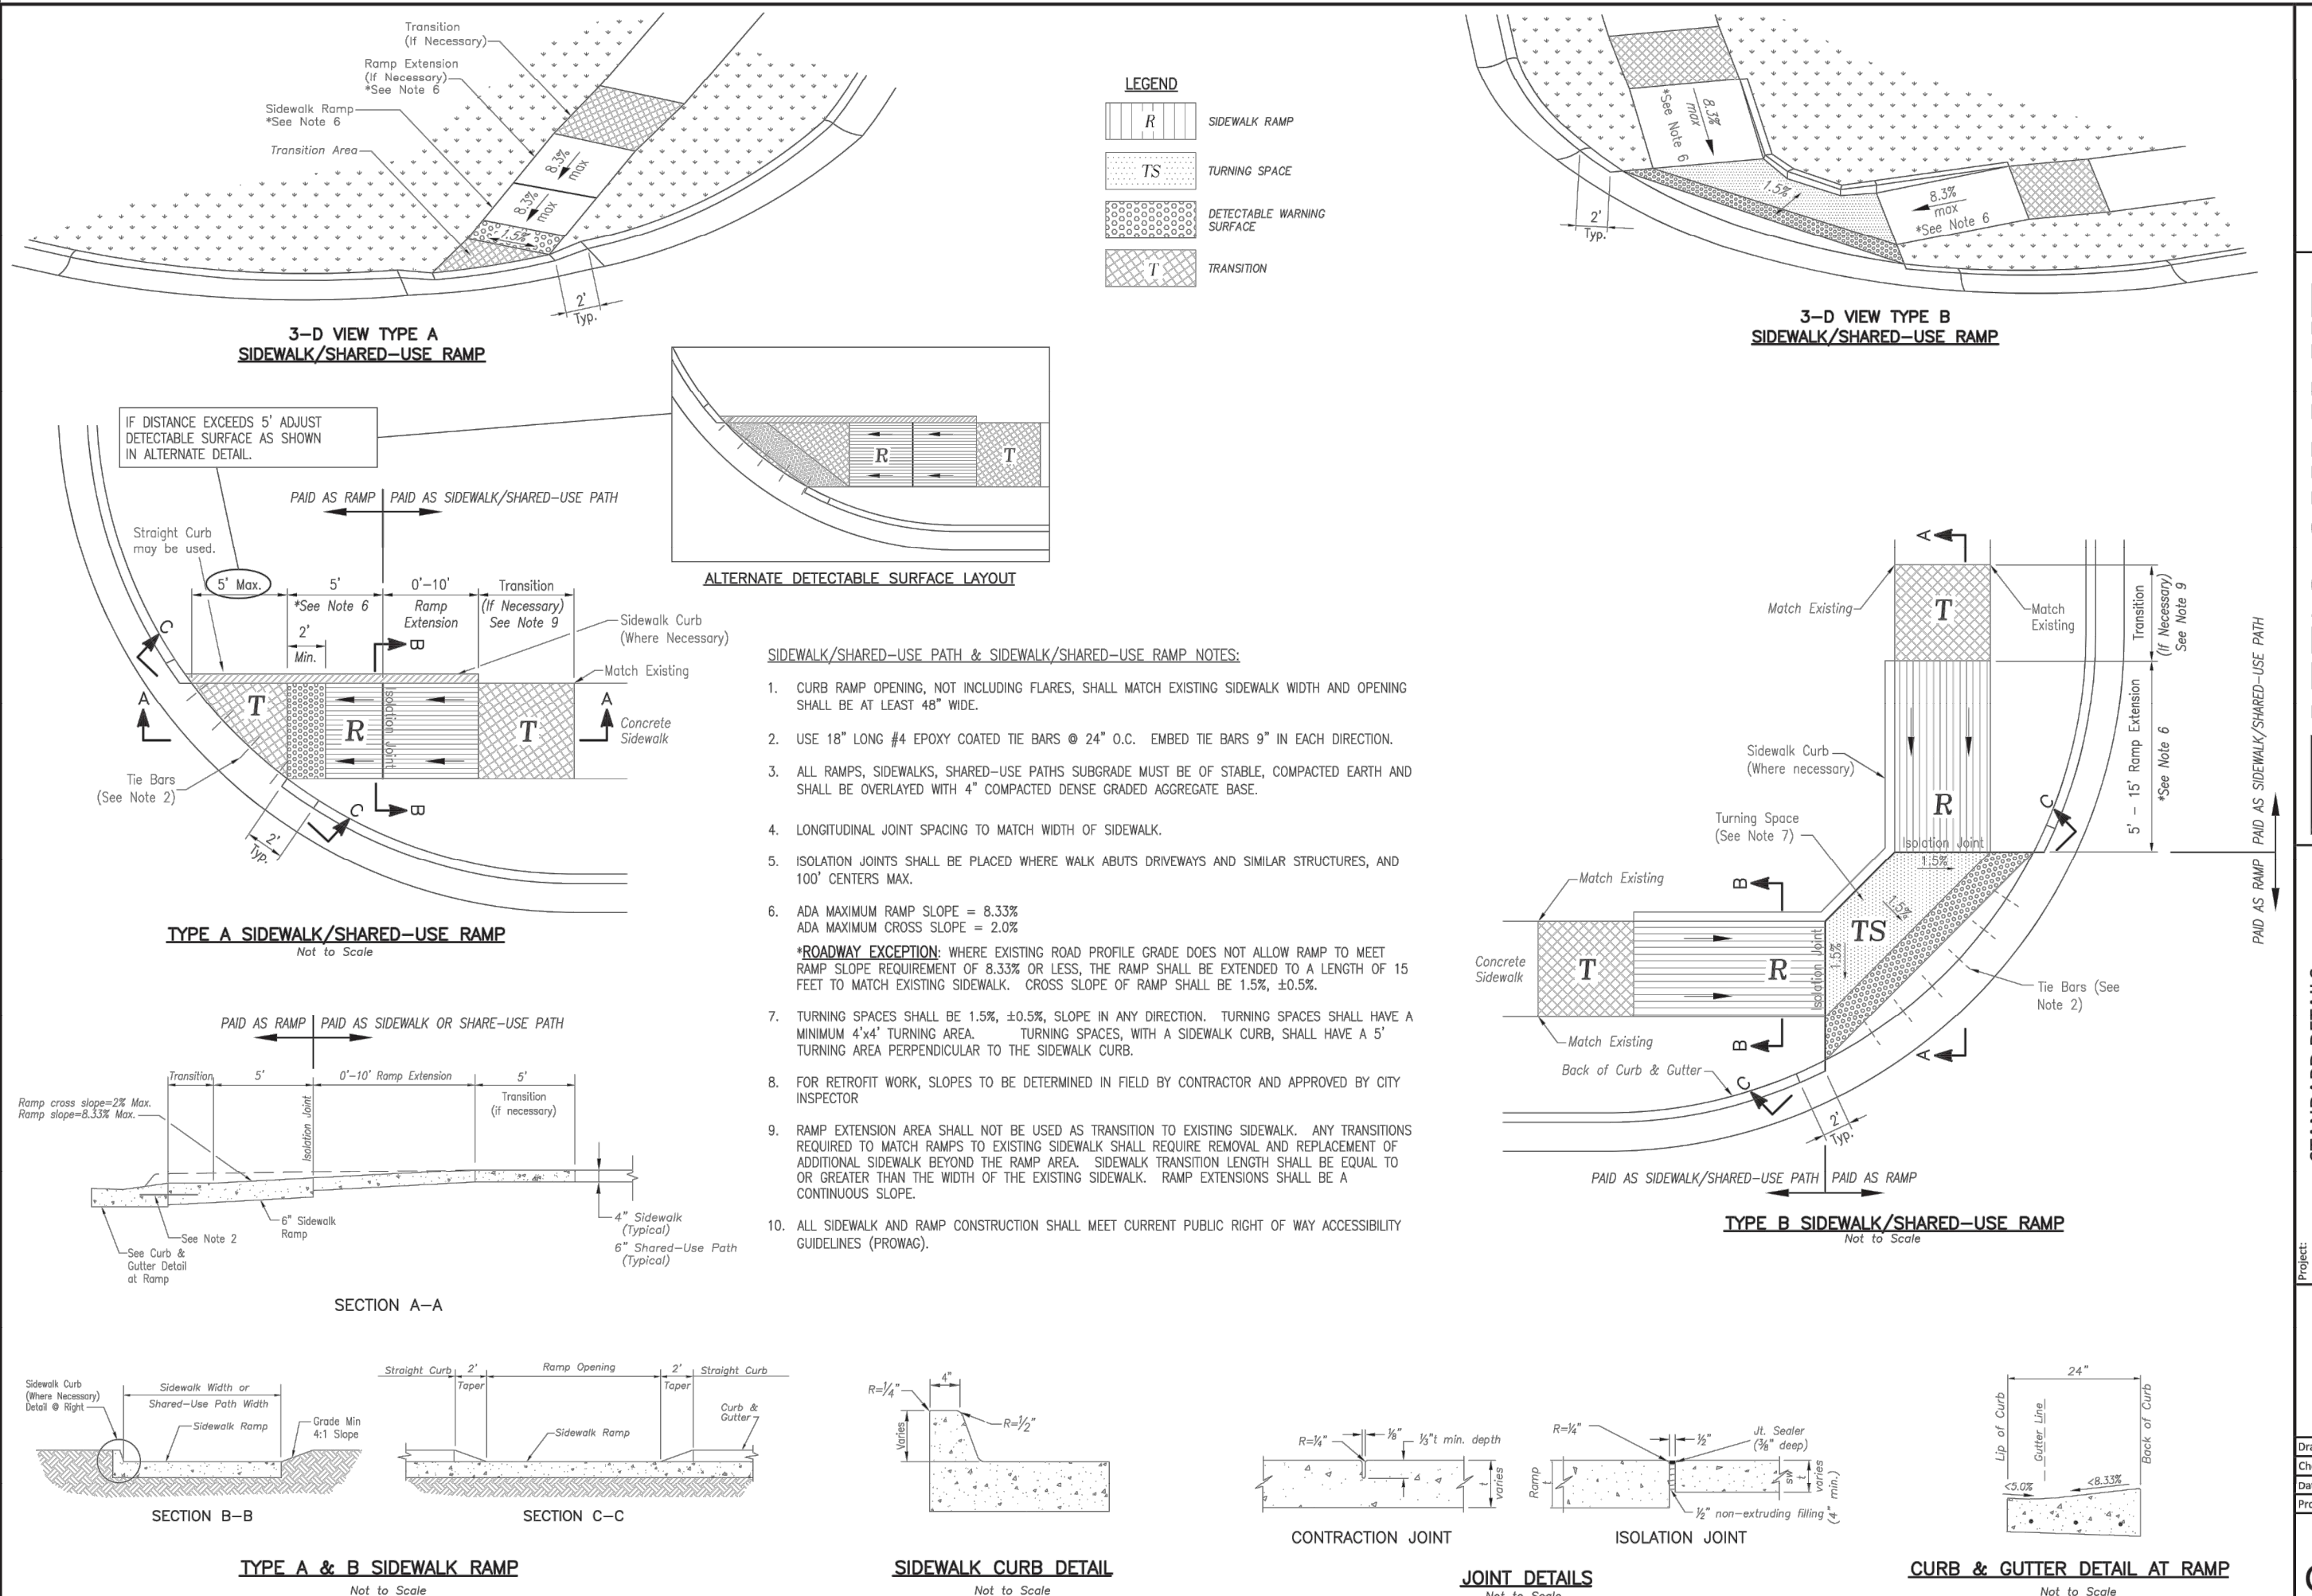 Transition
(If Necessary)
Ramp Extension
(If Necessary)
*See Note 6
Sidewalk Ramp
*See Note 6
Transition Area
8.3%
max
8.3%
max
1.5%
2'
Typ.
3-D VIEW TYPE A
SIDEWALK/SHARED-USE RAMP
LEGEND
R
SIDEWALK RAMP
TS
TURNING SPACE
DETECTABLE WARNING
SURFACE
T
TRANSITION
8.3%
max
*See Note 6
1.5%
8.3%
max
*See Note 6
2'
Typ.
3-D VIEW TYPE B
SIDEWALK/SHARED-USE RAMP
IF DISTANCE EXCEEDS 5' ADJUST
DETECTABLE SURFACE AS SHOWN
IN ALTERNATE DETAIL.
R
T
ALTERNATE DETECTABLE SURFACE LAYOUT
PAID AS RAMP
PAID AS SIDEWALK/SHARED-USE PATH
Straight Curb
may be used.
5' Max.
5'
*See Note 6
0'-10'
Ramp
Extension
Transition
(If Necessary)
See Note 9
2'
Min.
Sidewalk Curb
(Where Necessary)
Match Existing
Concrete
Sidewalk
C
B
A
T
R
Isolation Joint
T
A
Tie Bars
(See Note 2)
C
B
2'
Typ.
TYPE A SIDEWALK/SHARED-USE RAMP
Not to Scale
PAID AS RAMP
PAID AS SIDEWALK OR SHARE-USE PATH
Transition
5'
0'-10' Ramp Extension
5'
Transition
(if necessary)
Ramp cross slope=2% Max.
Ramp slope=8.33% Max.
Isolation Joint
See Note 2
6" Sidewalk
Ramp
See Curb &
Gutter Detail
at Ramp
4" Sidewalk
(Typical)
6" Shared-Use Path
(Typical)
SECTION A-A
SIDEWALK/SHARED-USE PATH & SIDEWALK/SHARED-USE RAMP NOTES:
1. CURB RAMP OPENING, NOT INCLUDING FLARES, SHALL MATCH EXISTING SIDEWALK WIDTH AND OPENING
SHALL BE AT LEAST 48" WIDE.
2. USE 18" LONG #4 EPOXY COATED TIE BARS @ 24" O.C. EMBED TIE BARS 9" IN EACH DIRECTION.
3. ALL RAMPS, SIDEWALKS, SHARED-USE PATHS SUBGRADE MUST BE OF STABLE, COMPACTED EARTH AND
SHALL BE OVERLAYED WITH 4" COMPACTED DENSE GRADED AGGREGATE BASE.
4. LONGITUDINAL JOINT SPACING TO MATCH WIDTH OF SIDEWALK.
5. ISOLATION JOINTS SHALL BE PLACED WHERE WALK ABUTS DRIVEWAYS AND SIMILAR STRUCTURES, AND
100' CENTERS MAX.
6. ADA MAXIMUM RAMP SLOPE = 8.33%
ADA MAXIMUM CROSS SLOPE = 2.0%
*ROADWAY EXCEPTION: WHERE EXISTING ROAD PROFILE GRADE DOES NOT ALLOW RAMP TO MEET
RAMP SLOPE REQUIREMENT OF 8.33% OR LESS, THE RAMP SHALL BE EXTENDED TO A LENGTH OF 15
FEET TO MATCH EXISTING SIDEWALK. CROSS SLOPE OF RAMP SHALL BE 1.5%, ±0.5%.
7. TURNING SPACES SHALL BE 1.5%, ±0.5%, SLOPE IN ANY DIRECTION. TURNING SPACES SHALL HAVE A
MINIMUM 4'x4' TURNING AREA. TURNING SPACES, WITH A SIDEWALK CURB, SHALL HAVE A 5'
TURNING AREA PERPENDICULAR TO THE SIDEWALK CURB.
8. FOR RETROFIT WORK, SLOPES TO BE DETERMINED IN FIELD BY CONTRACTOR AND APPROVED BY CITY
INSPECTOR
9. RAMP EXTENSION AREA SHALL NOT BE USED AS TRANSITION TO EXISTING SIDEWALK. ANY TRANSITIONS
REQUIRED TO MATCH RAMPS TO EXISTING SIDEWALK SHALL REQUIRE REMOVAL AND REPLACEMENT OF
ADDITIONAL SIDEWALK BEYOND THE RAMP AREA. SIDEWALK TRANSITION LENGTH SHALL BE EQUAL TO
OR GREATER THAN THE WIDTH OF THE EXISTING SIDEWALK. RAMP EXTENSIONS SHALL BE A
CONTINUOUS SLOPE.
10. ALL SIDEWALK AND RAMP CONSTRUCTION SHALL MEET CURRENT PUBLIC RIGHT OF WAY ACCESSIBILITY
GUIDELINES (PROWAG).
A
Match Existing
T
Match
Existing
Transition
(If Necessary)
See Note 9
Sidewalk Curb
(Where necessary)
R
5' - 15' Ramp Extension
*See Note 6
PAID AS SIDEWALK/SHARED-USE PATH
PAID AS RAMP
Turning Space
(See Note 7)
Isolation Joint
1.5%
C
Match Existing
B
1.5%
TS
Concrete
Sidewalk
T
R
Isolation Joint
1.5%
Tie Bars (See
Note 2)
Match Existing
B
A
Back of Curb & Gutter
C
2'
Typ.
PAID AS SIDEWALK/SHARED-USE PATH
PAID AS RAMP
TYPE B SIDEWALK/SHARED-USE RAMP
Not to Scale
Sidewalk Curb
(Where Necessary)
Detail @ Right
Sidewalk Width or
Shared-Use Path Width
Sidewalk Ramp
Grade Min
4:1 Slope
SECTION B-B
Straight Curb
2'
Taper
Ramp Opening
2'
Taper
Straight Curb
Curb &
Gutter
Sidewalk Ramp
SECTION C-C
TYPE A & B SIDEWALK RAMP
Not to Scale
4"
R=¼"
R=½"
Varies
SIDEWALK CURB DETAIL
Not to Scale
R=¼"
⅛"
⅓t min. depth
t
varies
CONTRACTION JOINT
R=¼"
½"
Jt. Sealer
(⅜" deep)
Ramp
t
sw
t
varies
(4" min.)
½" non-extruding filling
ISOLATION JOINT
JOINT DETAILS
Not to Scale
24"
Lip of Curb
Gutter Line
Back of Curb
<5.0%
<8.33%
CURB & GUTTER DETAIL AT RAMP
Not to Scale
Project: